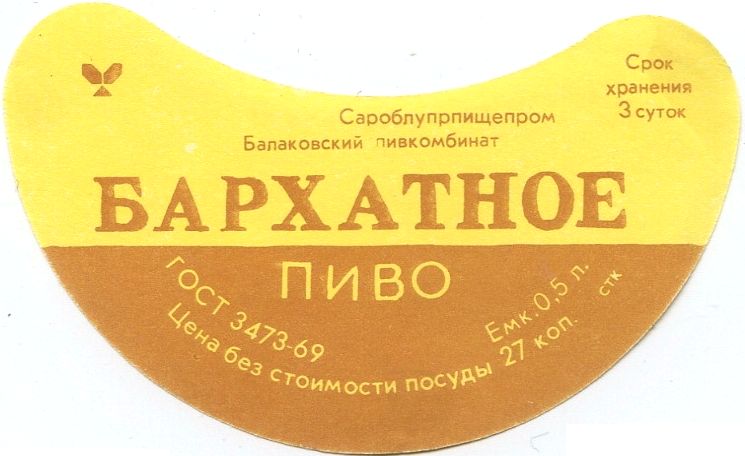 Срок
хранения
3 суток
Сароблупрпищепром
Балаковский пивкомбинат
БАРХАТНОЕ
ПИВО
ГОСТ 3473-69
Емк. 0,5 л.
Цена без стоимости посуды 27 коп.
стк